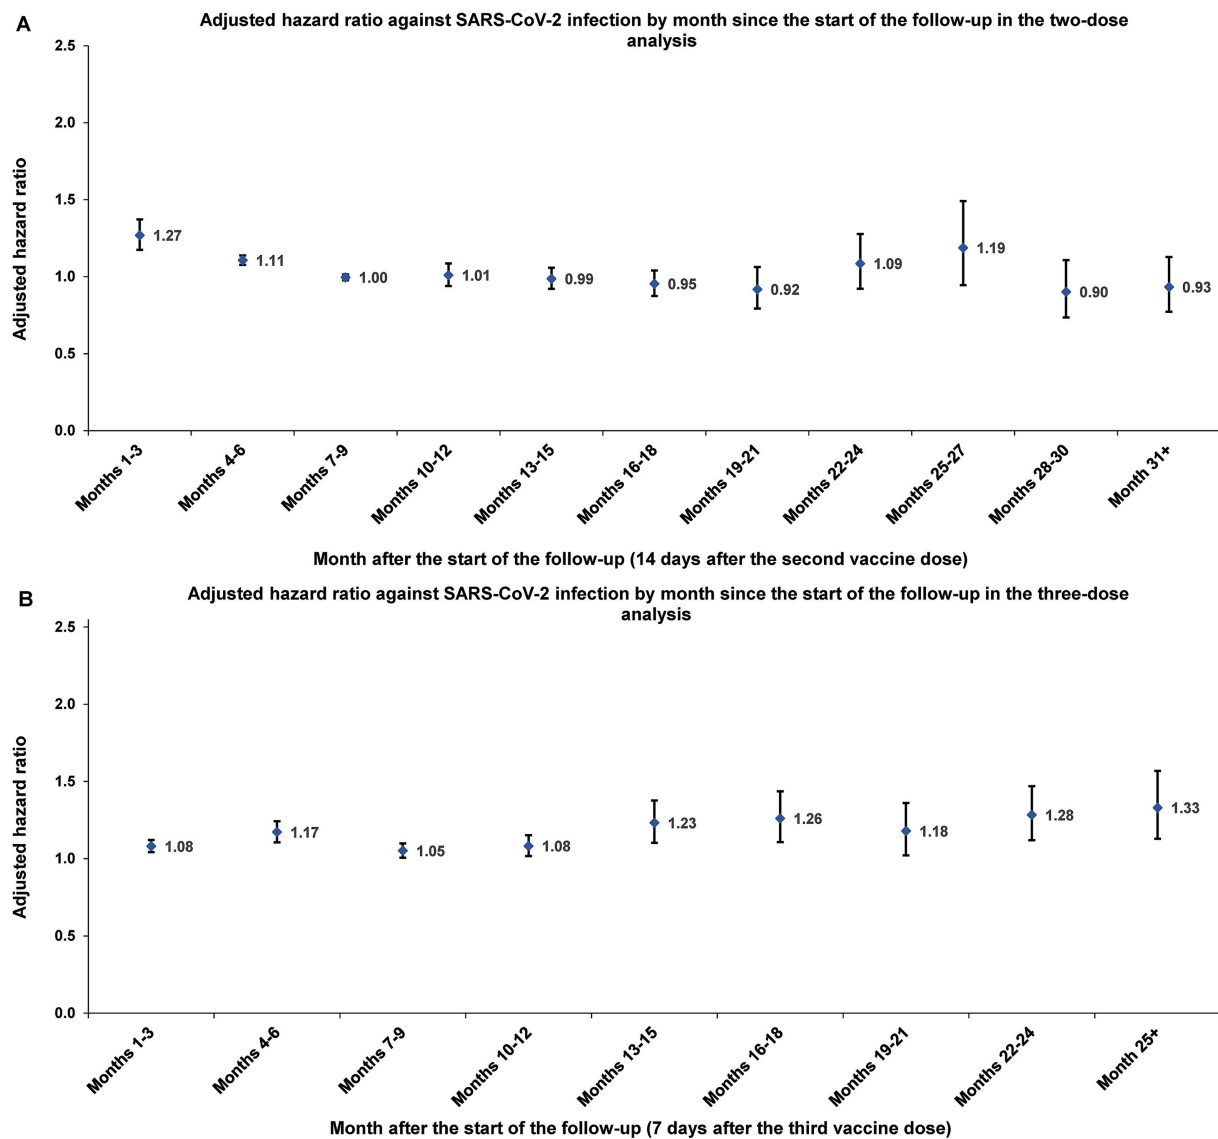 A
Adjusted hazard ratio against SARS-CoV-2 infection by month since the start of the follow-up in the two-dose
analysis
Adjusted hazard ratio
2.5
2.0
1.5
1.0
0.5
0.0
1.27
1.11
1.00
1.01
0.99
0.95
0.92
1.09
1.19
0.90
0.93
Months 1-3
Months 4-6
Months 7-9
Months 10-12
Months 13-15
Months 16-18
Months 19-21
Months 22-24
Months 25-27
Months 28-30
Month 31+
Month after the start of the follow-up (14 days after the second vaccine dose)
B
Adjusted hazard ratio against SARS-CoV-2 infection by month since the start of the follow-up in the three-dose
analysis
Adjusted hazard ratio
2.5
2.0
1.5
1.0
0.5
0.0
1.08
1.17
1.05
1.08
1.23
1.26
1.18
1.28
1.33
Months 1-3
Months 4-6
Months 7-9
Months 10-12
Months 13-15
Months 16-18
Months 19-21
Months 22-24
Month 25+
Month after the start of the follow-up (7 days after the third vaccine dose)